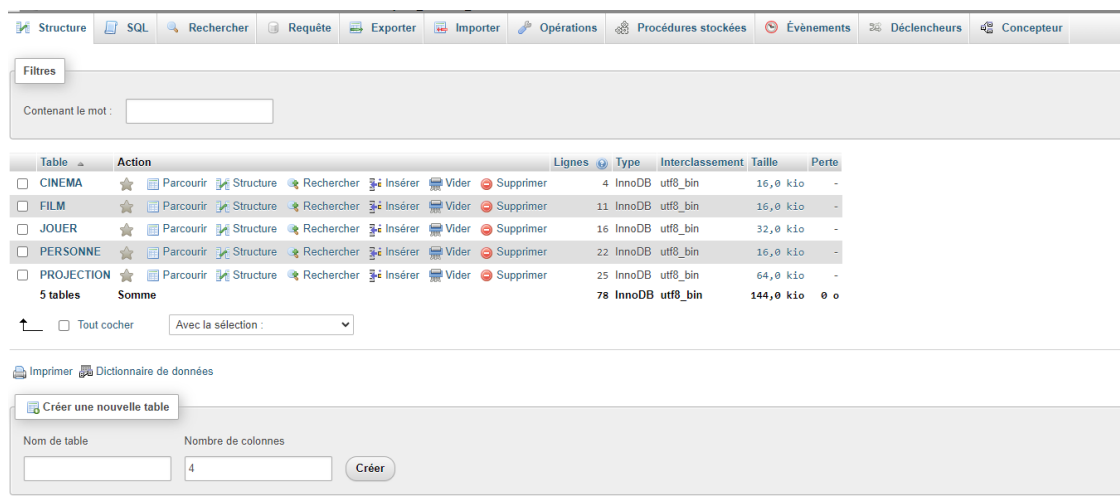 Structure SQL Rechercher Requête Exporter Importer Opérations Procédures stockées Évènements Déclencheurs Concepteur
Filtres
Contenant le mot :
Table Action Lignes Type Interclassement Taille Perte
CINEMA Parcourir Structure Rechercher Insérer Vider Supprimer 4 InnoDB utf8_bin 16,0 kio -
FILM Parcourir Structure Rechercher Insérer Vider Supprimer 11 InnoDB utf8_bin 16,0 kio -
JOUER Parcourir Structure Rechercher Insérer Vider Supprimer 16 InnoDB utf8_bin 32,0 kio -
PERSONNE Parcourir Structure Rechercher Insérer Vider Supprimer 22 InnoDB utf8_bin 16,0 kio -
PROJECTION Parcourir Structure Rechercher Insérer Vider Supprimer 25 InnoDB utf8_bin 64,0 kio -
5 tables Somme 78 InnoDB utf8_bin 144,0 kio 0 o
Tout cocher Avec la sélection :
Imprimer Dictionnaire de données
Créer une nouvelle table
Nom de table Nombre de colonnes
4 Créer